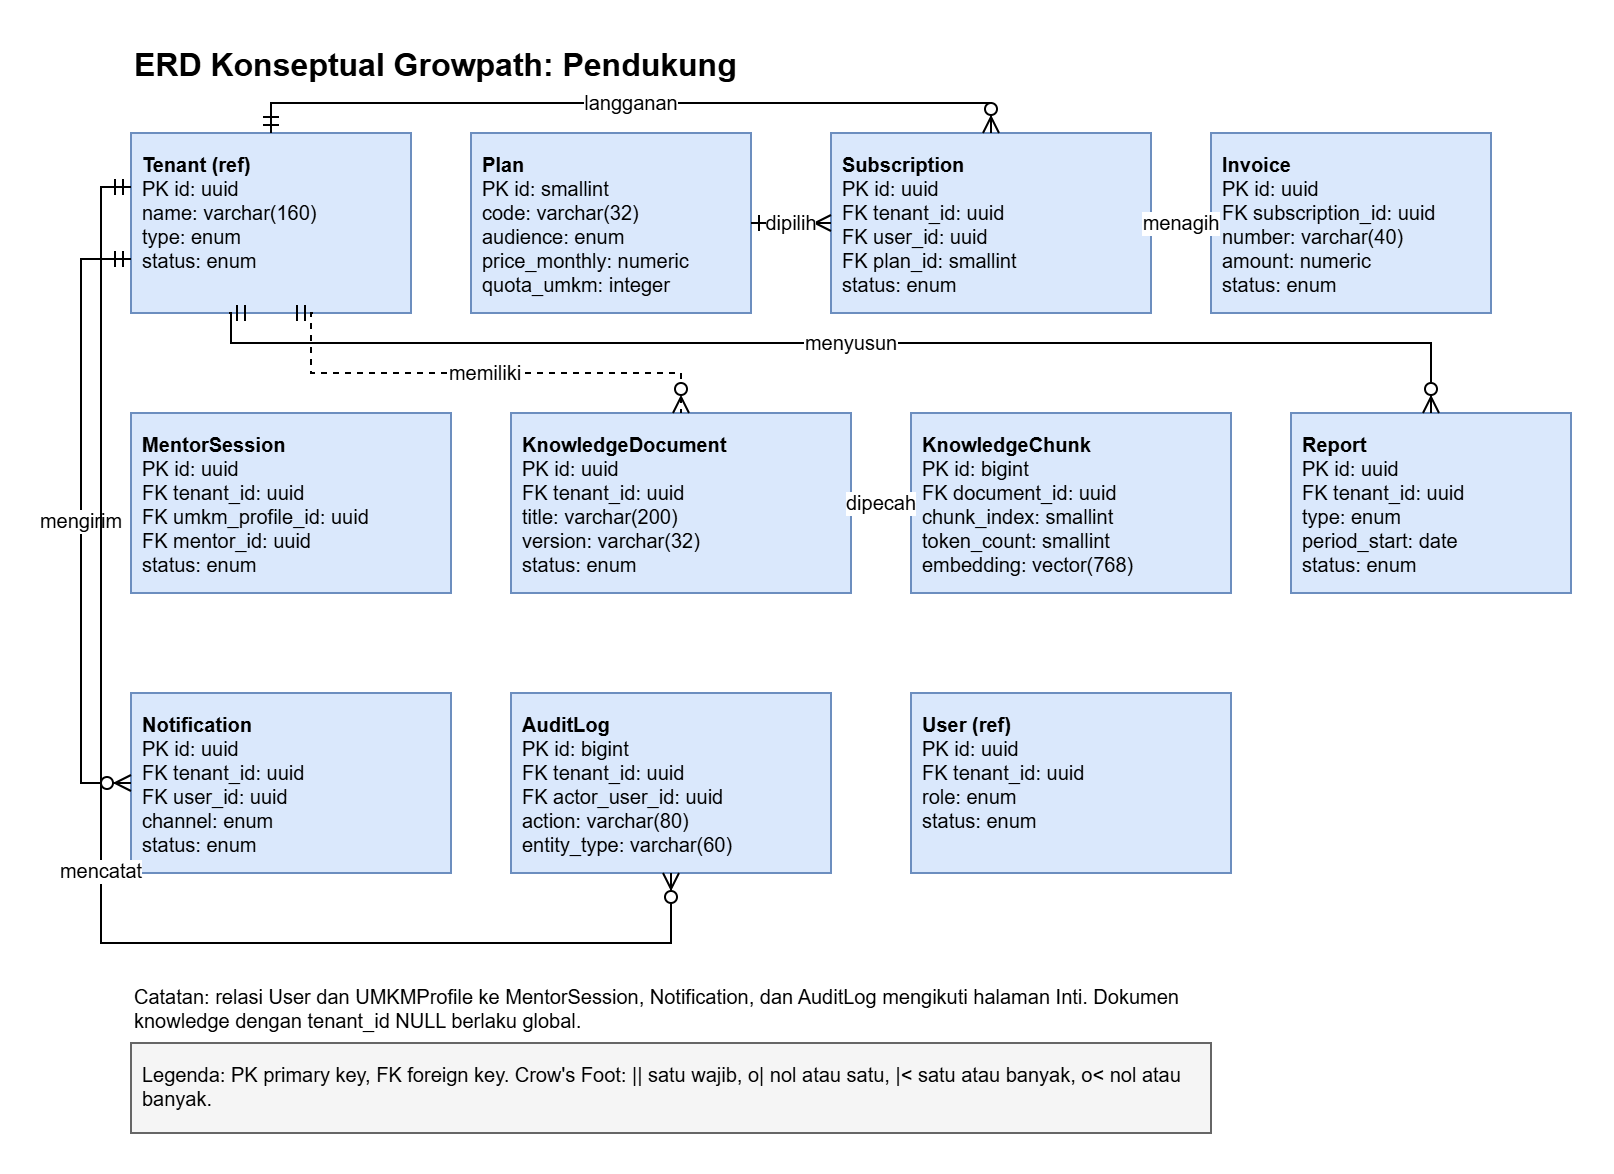 ERD Konseptual Growpath: Pendukung
langganan
Tenant (ref)
PK id: uuid
name: varchar(160)
type: enum
status: enum
Plan
PK id: smallint
code: varchar(32)
audience: enum
price_monthly: numeric
quota_umkm: integer
dipilih
Subscription
PK id: uuid
FK tenant_id: uuid
FK user_id: uuid
FK plan_id: smallint
status: enum
menagih
Invoice
PK id: uuid
FK subscription_id: uuid
number: varchar(40)
amount: numeric
status: enum
menyusun
memiliki
MentorSession
PK id: uuid
FK tenant_id: uuid
FK umkm_profile_id: uuid
FK mentor_id: uuid
status: enum
KnowledgeDocument
PK id: uuid
FK tenant_id: uuid
title: varchar(200)
version: varchar(32)
status: enum
dipecah
KnowledgeChunk
PK id: bigint
FK document_id: uuid
chunk_index: smallint
token_count: smallint
embedding: vector(768)
Report
PK id: uuid
FK tenant_id: uuid
type: enum
period_start: date
status: enum
mengirim
Notification
PK id: uuid
FK tenant_id: uuid
FK user_id: uuid
channel: enum
status: enum
AuditLog
PK id: bigint
FK tenant_id: uuid
FK actor_user_id: uuid
action: varchar(80)
entity_type: varchar(60)
User (ref)
PK id: uuid
FK tenant_id: uuid
role: enum
status: enum
mencatat
Catatan: relasi User dan UMKMProfile ke MentorSession, Notification, dan AuditLog mengikuti halaman Inti. Dokumen
knowledge dengan tenant_id NULL berlaku global.
Legenda: PK primary key, FK foreign key. Crow's Foot: || satu wajib, o| nol atau satu, |< satu atau banyak, o< nol atau
banyak.